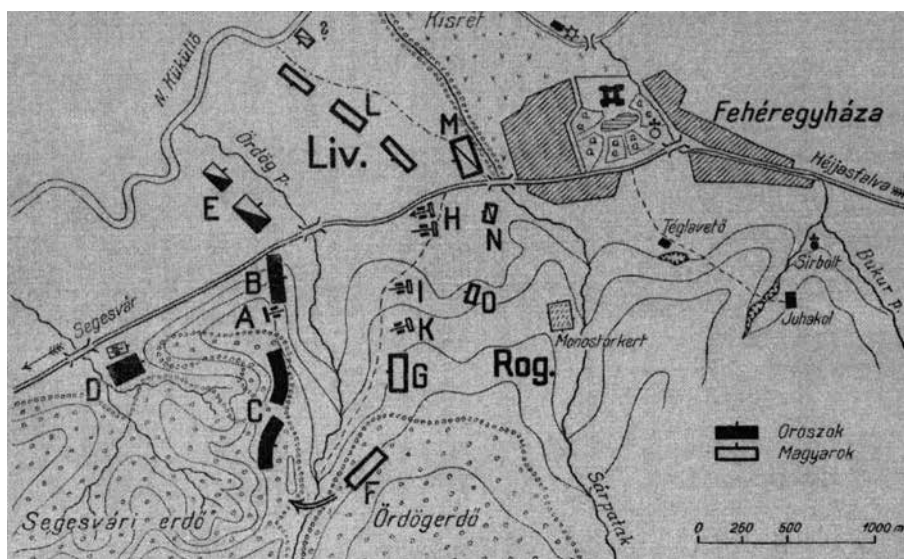 Kisrét
N. Küküllő
?
L
Liv.
M
Fehéregyháza
Ördög p.
Héjjasfalva
E
H
N
Téglavető
Sírbolt
Bukur p.
B
I
O
Juhakol
A
K
Segesvár
Monostorkert
D
G
Rog.
C
Oroszok
Magyarok
F
Segesvári erdő
Ördögerdő
Sárpatak
0 250 500 1000 m